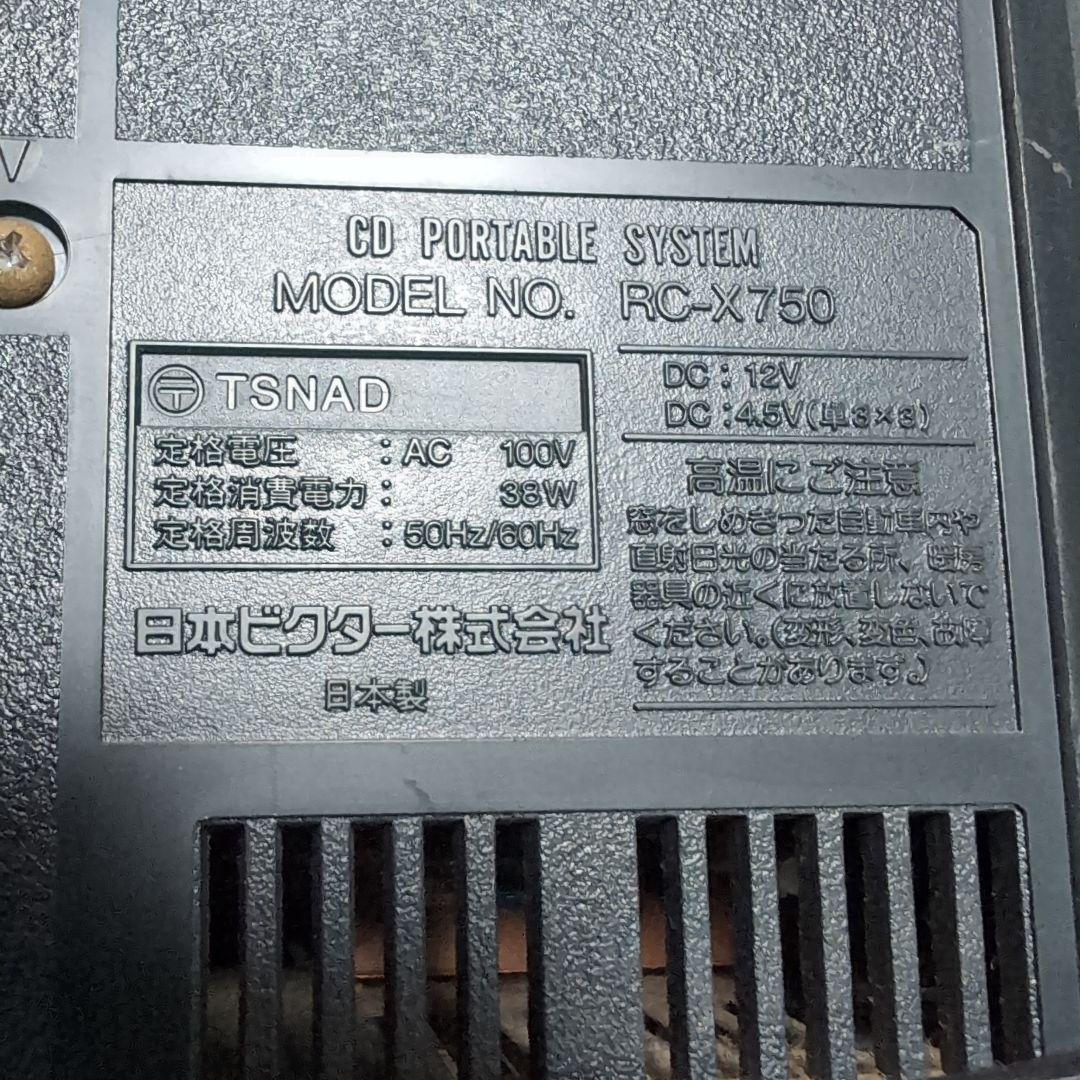 V
CD PORTABLE SYSTEM
MODEL NO. RC-X750
〒 TSNAD
定格電圧 : AC 100V
定格消費電力 : 38W
定格周波数 : 50Hz/60Hz
日本ビクター株式会社
日本製
DC : 12V
DC : 4.5V(単3×3)
高温にご注意
窓をしめきった自動車内や
直射日光の当たる所、暖房
器具の近くに放置しないで
ください。(変形、変色、故障
することがあります。)